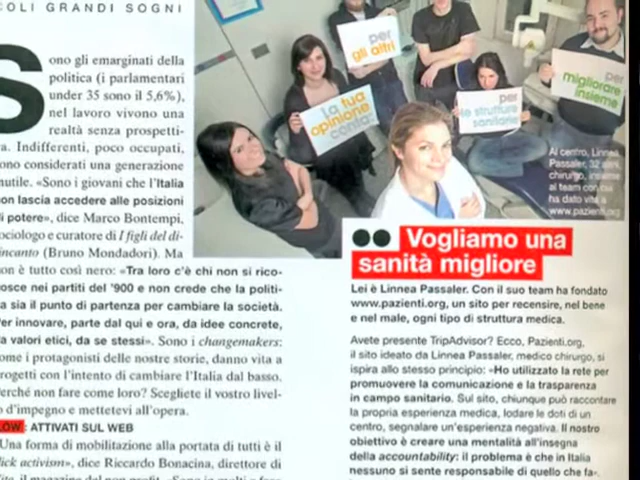 COLI GRANDI SOGNI
Sono gli emarginati della
politica (i parlamentari
under 35 sono il 5,6%),
nel lavoro vivono una
realtà senza prospetti-
a. Indifferenti, poco occupati,
ono considerati una generazione
nutile. «Sono i giovani che l'Italia
on lascia accedere alle posizioni
i potere», dice Marco Bontempi,
ociologo e curatore di I figli del di-
incanto (Bruno Mondadori). Ma
on è tutto così nero: «Tra loro c'è chi non si rico-
osce nei partiti del '900 e non crede che la politi-
a sia il punto di partenza per cambiare la società.
er innovare, parte dal qui e ora, da idee concrete,
a valori etici, da se stessi». Sono i changemakers:
ome i protagonisti delle nostre storie, danno vita a
rogetti con l'intento di cambiare l'Italia dal basso.
erché non fare come loro? Scegliete il vostro livel-
o d'impegno e mettetevi all'opera.
LOW: ATTIVATI SUL WEB
Una forma di mobilitazione alla portata di tutti è il
lick activism», dice Riccardo Bonacina, direttore di
per
gli altri
La tua
opinione
conta:
per
le strutture
sanitarie
per
migliorare
insieme
Al centro, Linnea
Passaler, 32 anni,
chirurgo, insieme
al team con cui
ha dato vita a
www.pazienti.org
Vogliamo una
sanità migliore
Lei è Linnea Passaler. Con il suo team ha fondato
www.pazienti.org, un sito per recensire, nel bene
e nel male, ogni tipo di struttura medica.
Avete presente TripAdvisor? Ecco, Pazienti.org,
il sito ideato da Linnea Passaler, medico chirurgo, si
ispira allo stesso principio: «Ho utilizzato la rete per
promuovere la comunicazione e la trasparenza
in campo sanitario. Sul sito, chiunque può raccontare
la propria esperienza medica, lodare le doti di un
centro, segnalare un'esperienza negativa. Il nostro
obiettivo è creare una mentalità all'insegna
della accountability: il problema è che in Italia
nessuno si sente responsabile di quello che fa».